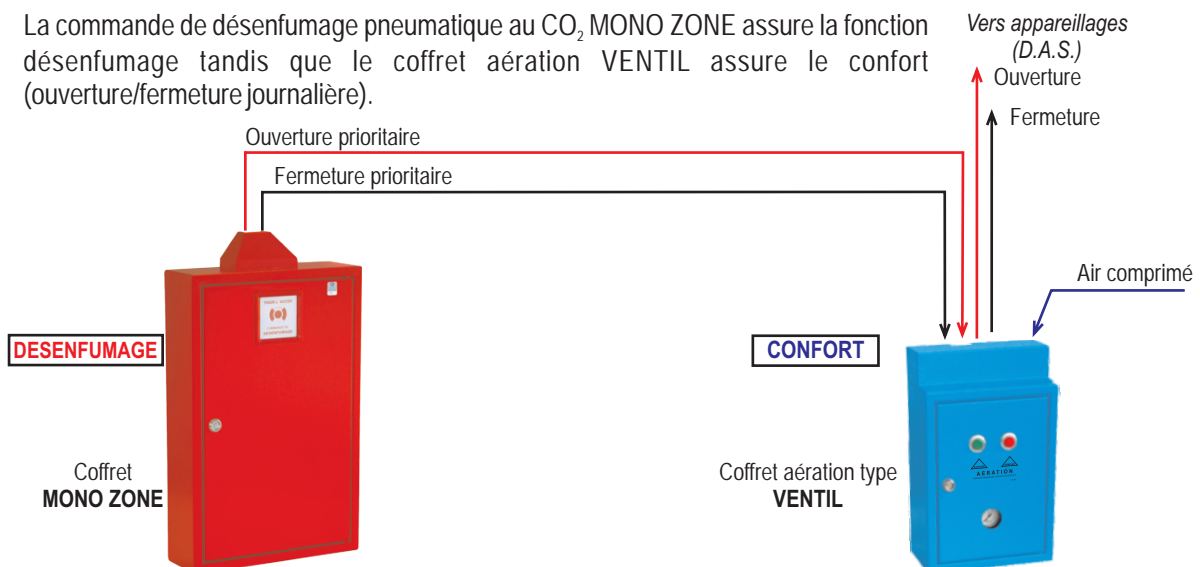 La commande de désenfumage pneumatique au CO₂ MONO ZONE assure la fonction
désenfumage tandis que le coffret aération VENTIL assure le confort
(ouverture/fermeture journalière).
Vers appareillages
(D.A.S.)
Ouverture
Fermeture
Ouverture prioritaire
Fermeture prioritaire
Air comprimé
DESENFUMAGE
CONFORT
Coffret
MONO ZONE
Coffret aération type
VENTIL
DESENFUMAGE
AÉRATION